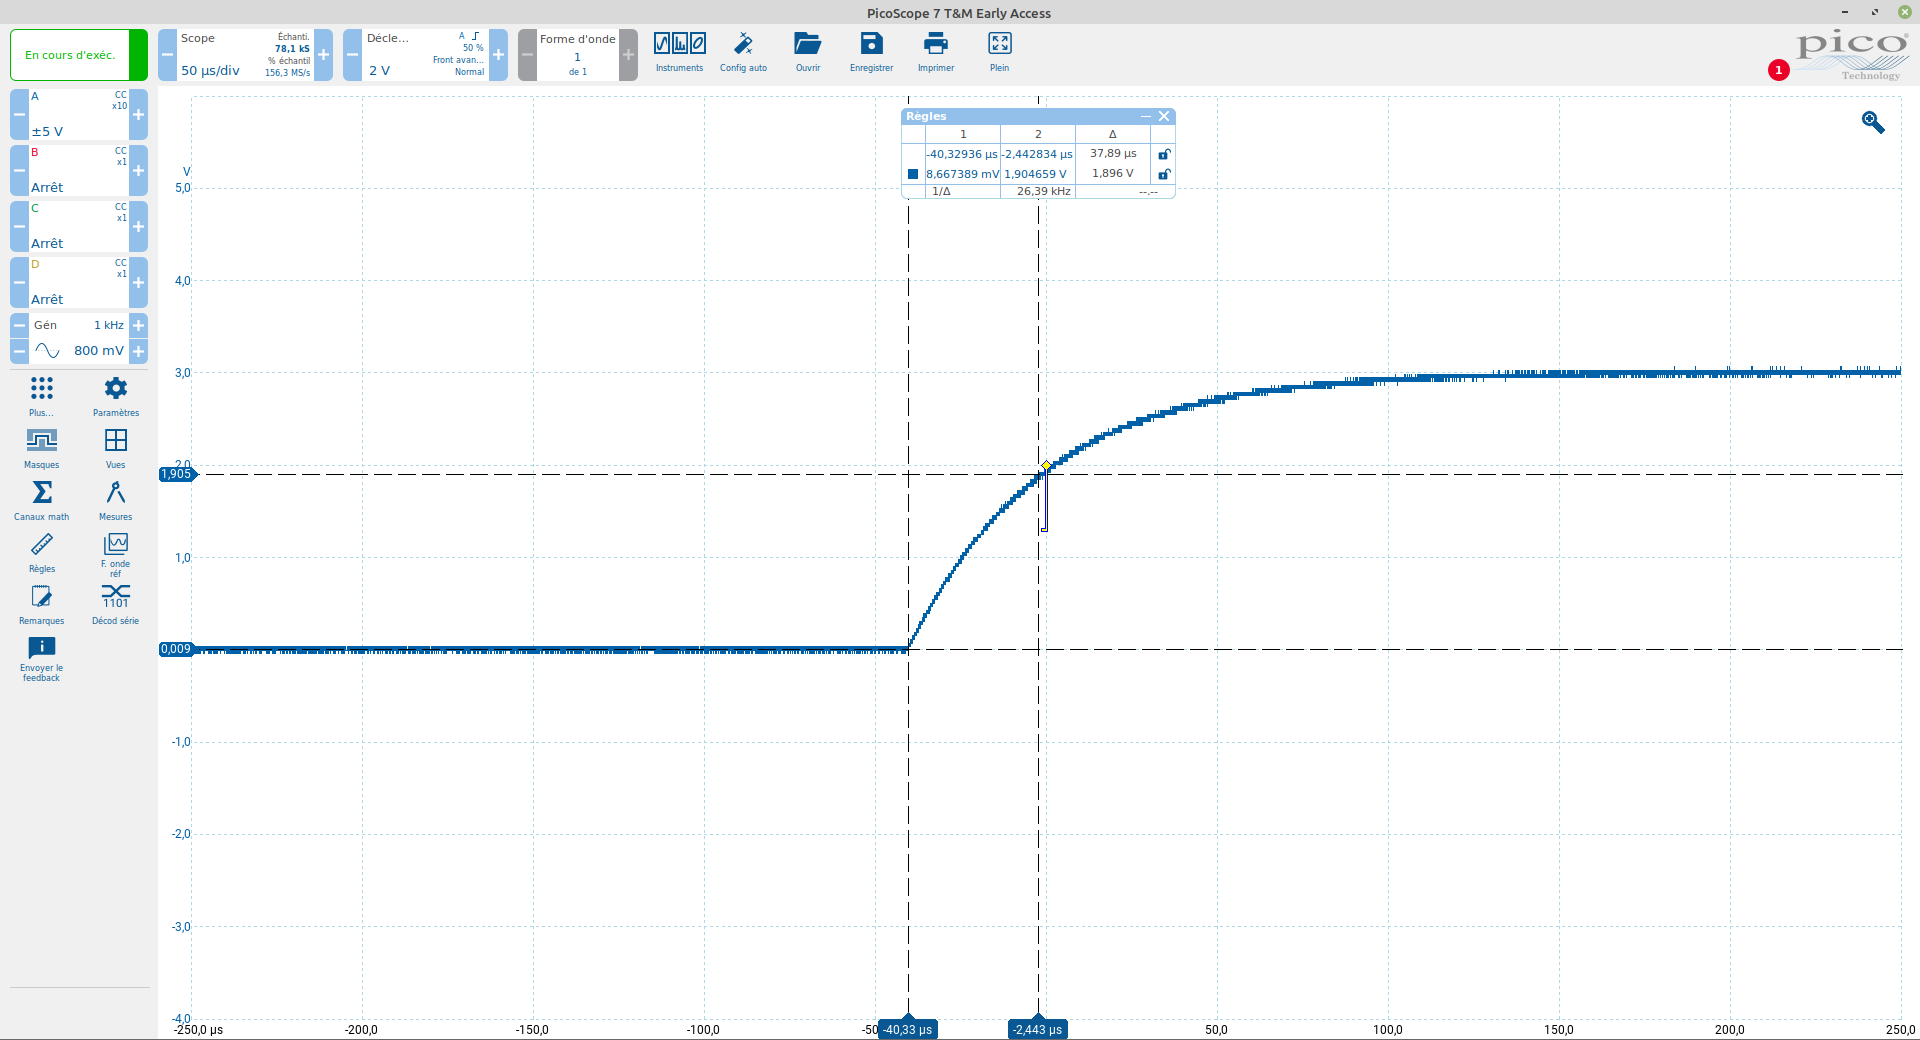 PicoScope 7 T&M Early Access
En cours d'exéc.
Scope
Échanti.
78,1 kS
% échantil
156,3 MS/s
50 µs/div
Décle...
A
50 %
Front avan...
Normal
2 V
Forme d'onde
1
de 1
Instruments
Config auto
Ouvrir
Enregistrer
Imprimer
Plein
1
pico
Technology
A
CC
x10
±5 V
B
CC
x1
Arrêt
C
CC
x1
Arrêt
D
CC
x1
Arrêt
Gén
1 kHz
800 mV
Plus...
Paramètres
Masques
Vues
Canaux math
Mesures
Règles
F. onde
réf
Remarques
1101
Décod série
Envoyer le
feedback
Règles
1 2 Δ
-40,32936 µs -2,442834 µs 37,89 µs
8,667389 mV 1,904659 V 1,896 V
1/Δ 26,39 kHz --.--
V
5,0
4,0
3,0
2,0
1,905
1,0
0,009
-1,0
-2,0
-3,0
-4,0
-250,0 µs -200,0 -150,0 -100,0 -50 -40,33 µs -2,443 µs 50,0 100,0 150,0 200,0 250,0